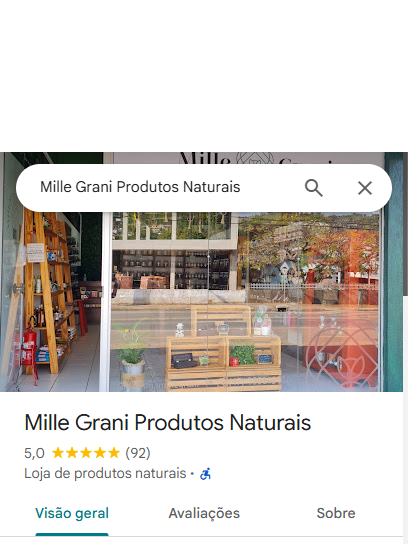 Mille
Mille Grani Produtos Naturais
Mille Grani Produtos Naturais
5,0 (92)
Loja de produtos naturais ·
Visão geral
Avaliações
Sobre